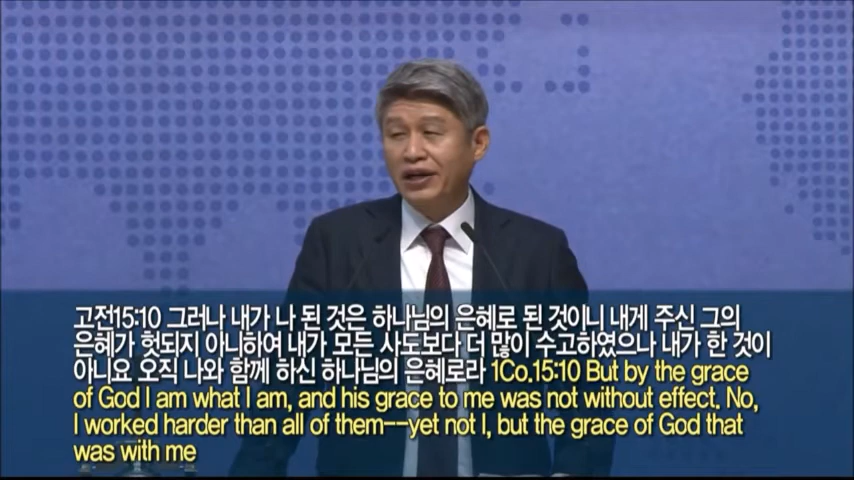 고전15:10 그러나 내가 나 된 것은 하나님의 은혜로 된 것이니 내게 주신 그의
은혜가 헛되지 아니하여 내가 모든 사도보다 더 많이 수고하였으나 내가 한 것이
아니요 오직 나와 함께 하신 하나님의 은혜로라 1Co.15:10 But by the grace
of God I am what I am, and his grace to me was not without effect. No,
I worked harder than all of them--yet not I, but the grace of God that
was with me